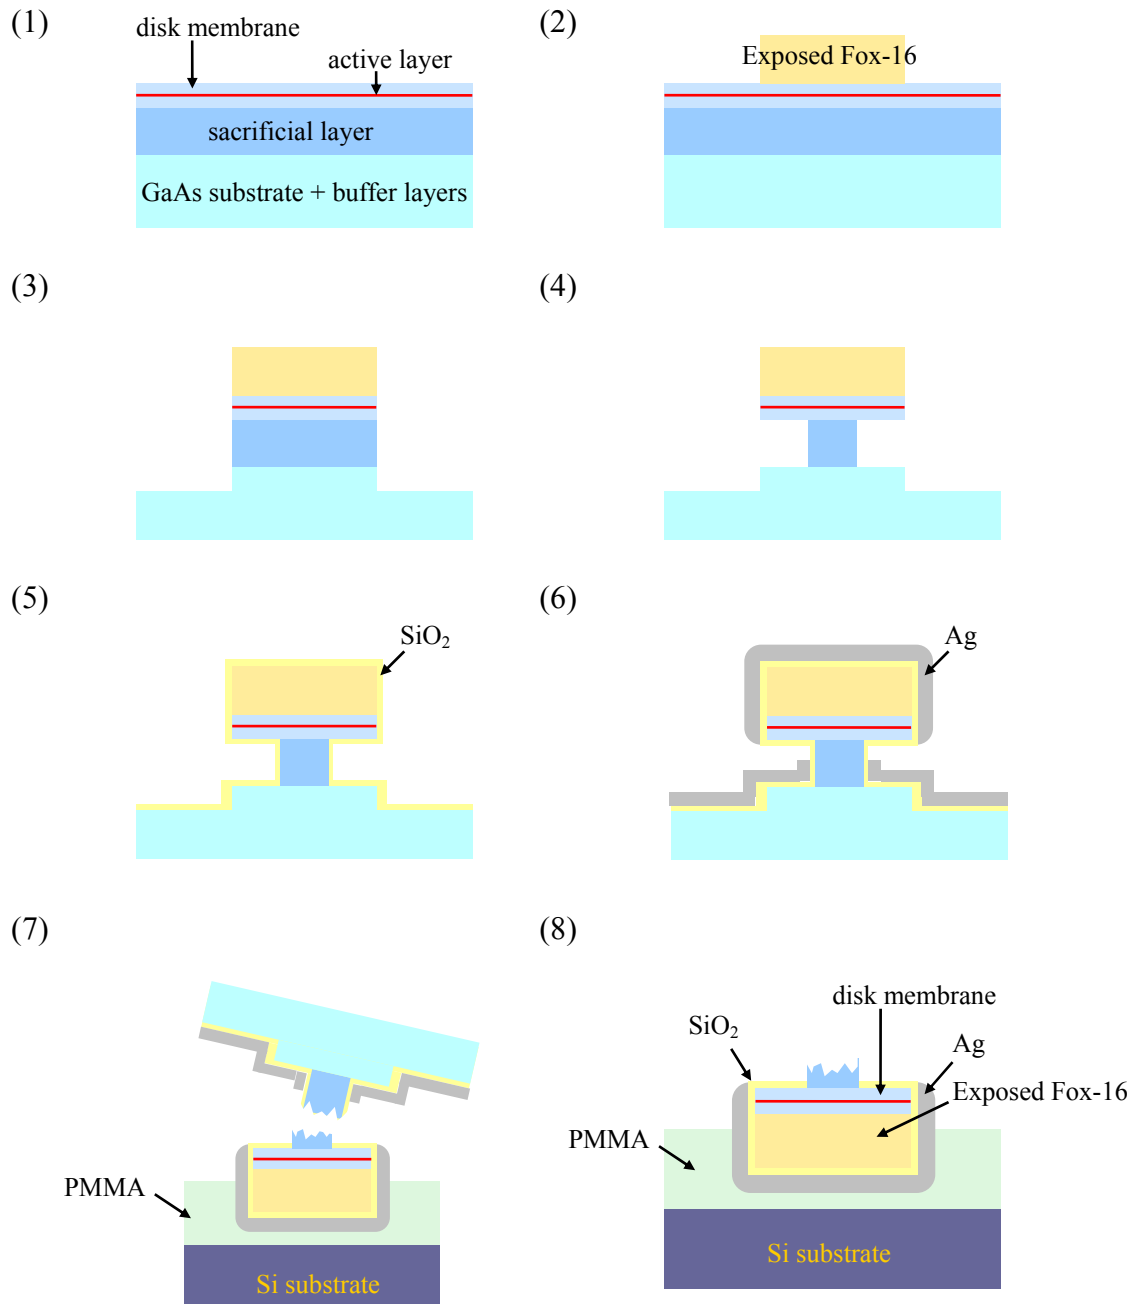 (1)
disk membrane
active layer
sacrificial layer
GaAs substrate + buffer layers
(2)
Exposed Fox-16
(3)
(4)
(5)
SiO₂
(6)
Ag
(7)
PMMA
Si substrate
(8)
disk membrane
SiO₂
Ag
Exposed Fox-16
PMMA
Si substrate